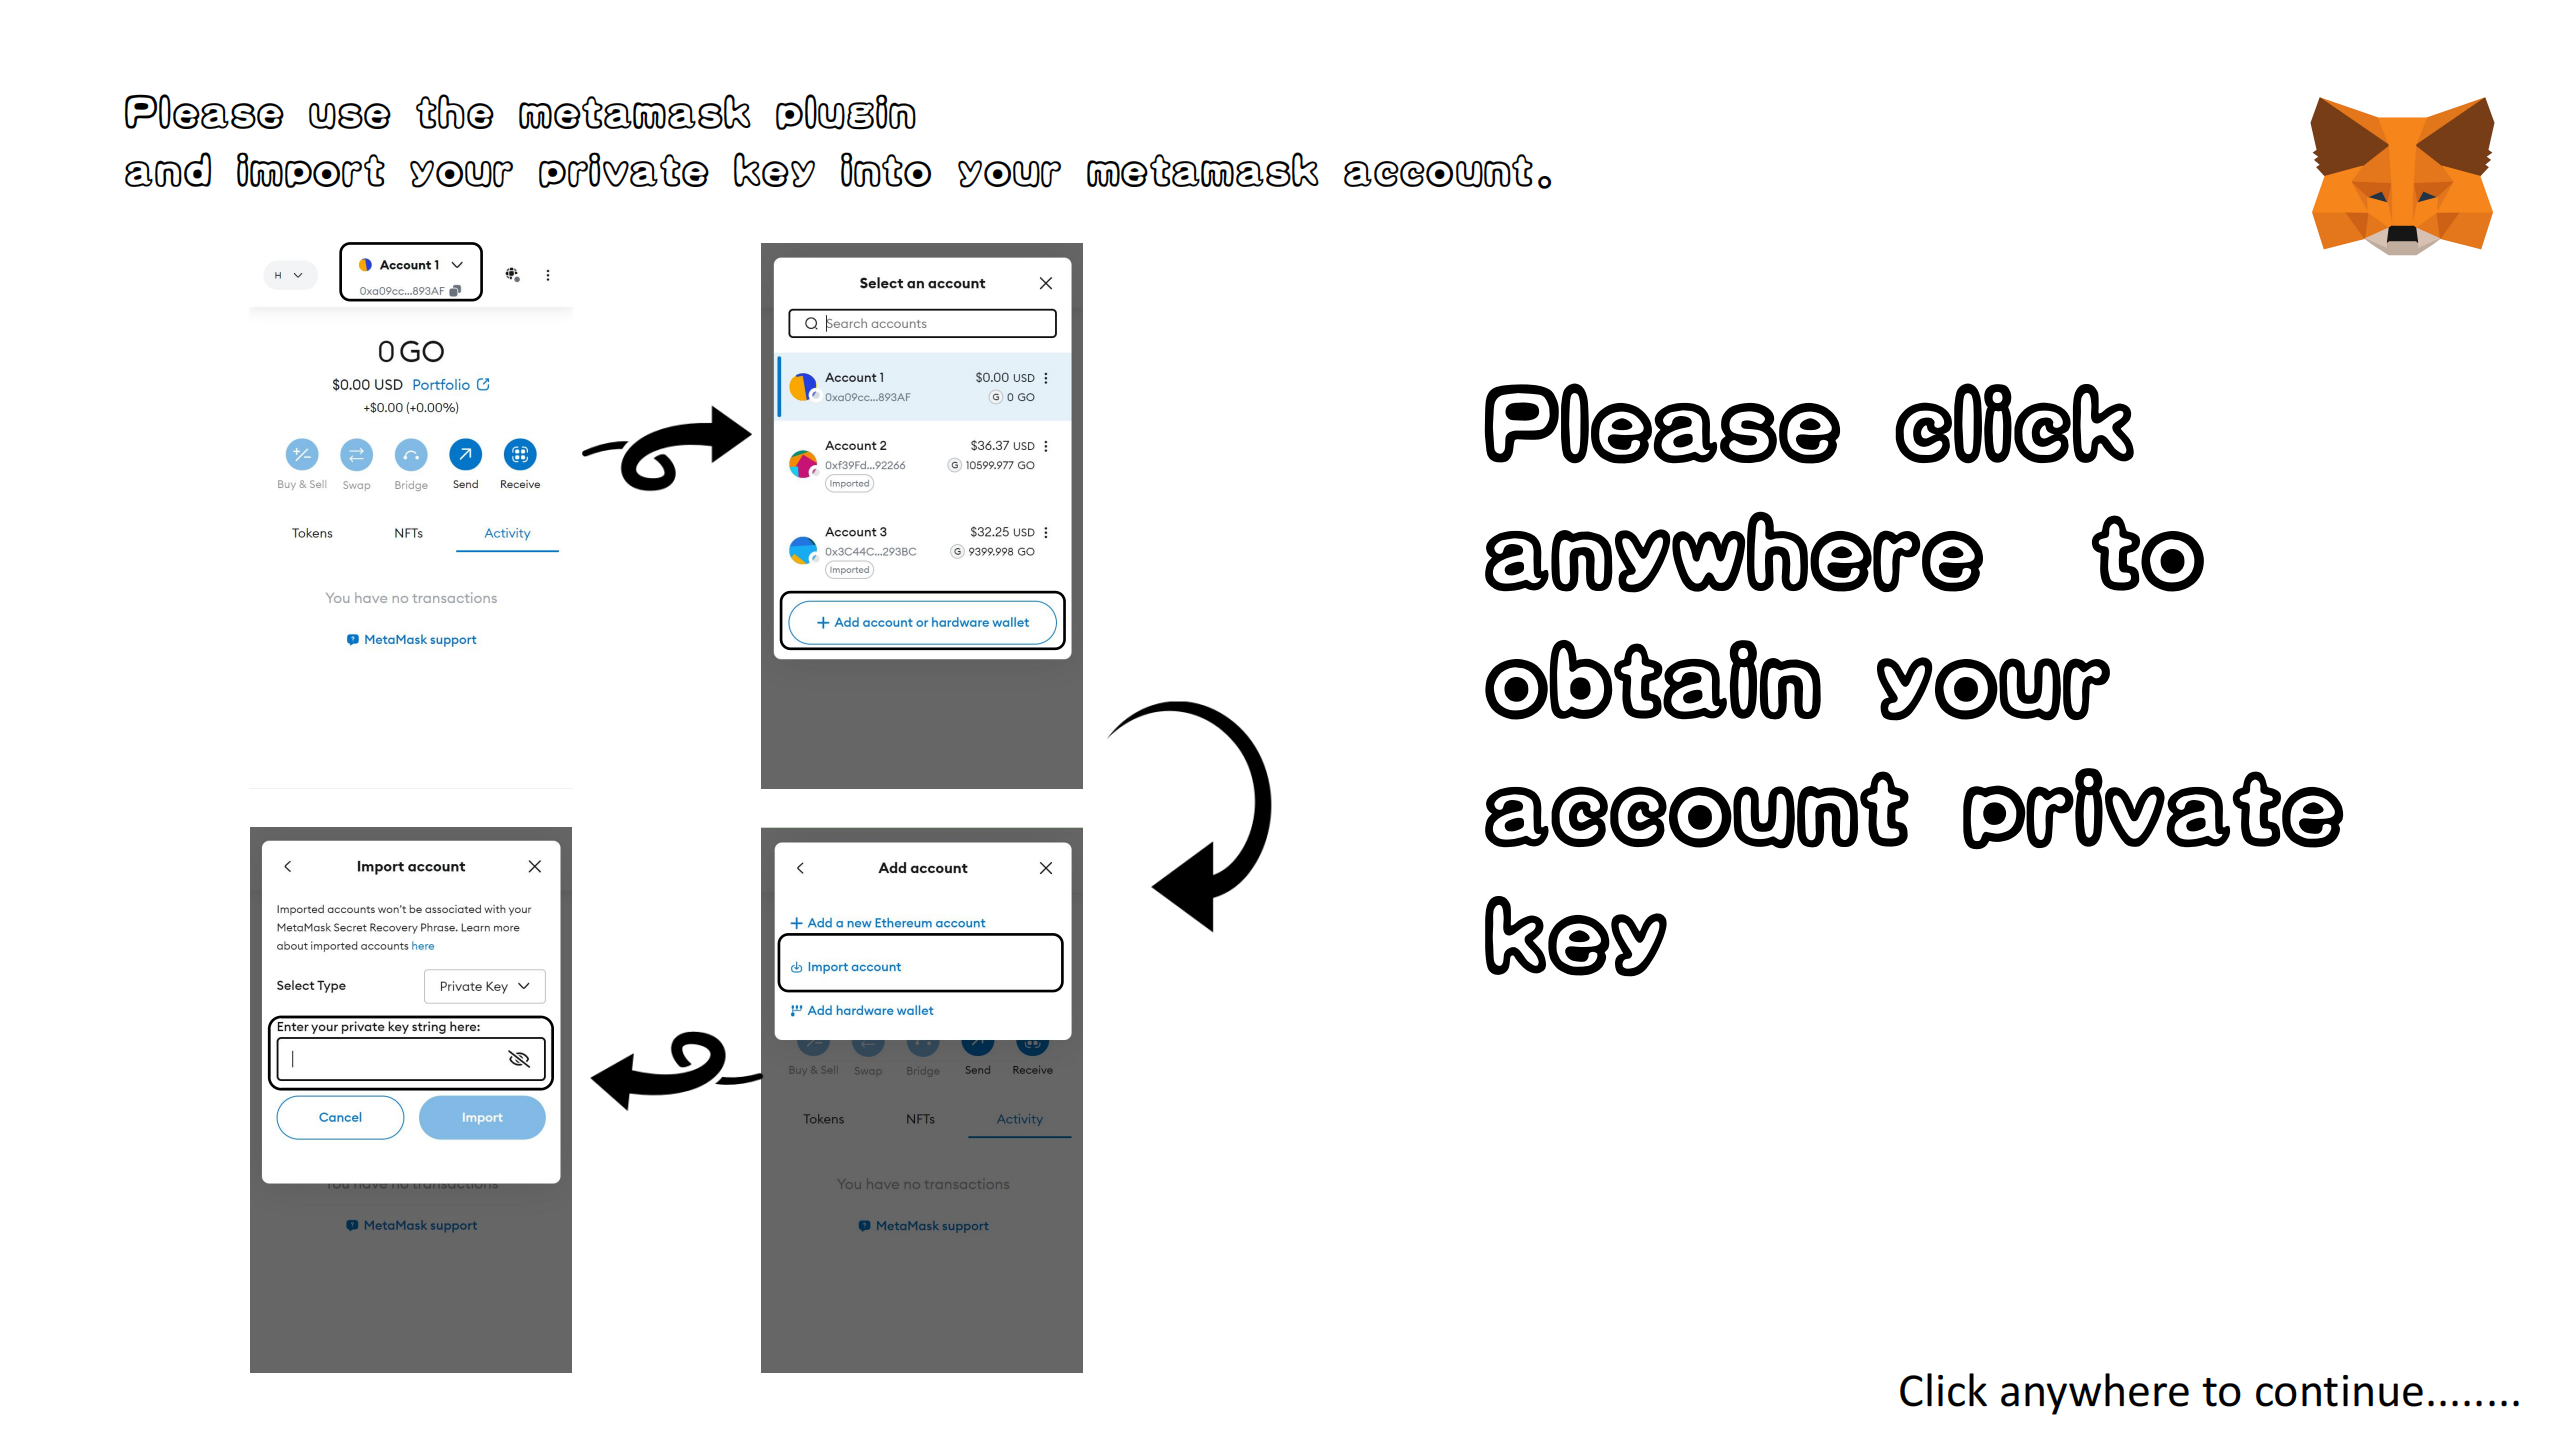 Please use the metamask plugin
and import your private key into your metamask account.
H
Account 1
0xa09cc...893AF
0 GO
$0.00 USD Portfolio
+$0.00 (+0.00%)
Buy & Sell Swap Bridge Send Receive
Tokens NFTs Activity
You have no transactions
MetaMask support
Select an account
Search accounts
Account 1 $0.00 USD
0xa09cc...893AF G 0 GO
Account 2 $36.37 USD
0xf39Fd...92266 G 10599.977 GO
Imported
Account 3 $32.25 USD
0x3C44C...293BC G 9399.998 GO
Imported
+ Add account or hardware wallet
Add account
+ Add a new Ethereum account
Import account
Add hardware wallet
Buy & Sell Swap Bridge Send Receive
Tokens NFTs Activity
You have no transactions
MetaMask support
Import account
Imported accounts won't be associated with your
MetaMask Secret Recovery Phrase. Learn more
about imported accounts here
Select Type Private Key
Enter your private key string here:
Cancel Import
You have no transactions
MetaMask support
Please click
anywhere to
obtain your
account private
key
Click anywhere to continue........